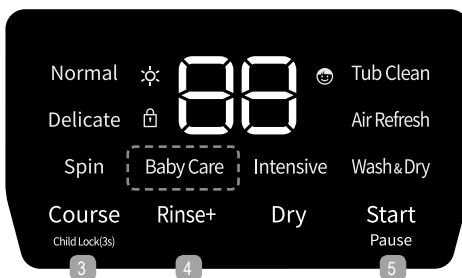 Normal 88 Tub Clean
Delicate Air Refresh
Spin Baby Care Intensive Wash&Dry
Course Rinse+ Dry Start
Child Lock(3s) Pause
3 4 5